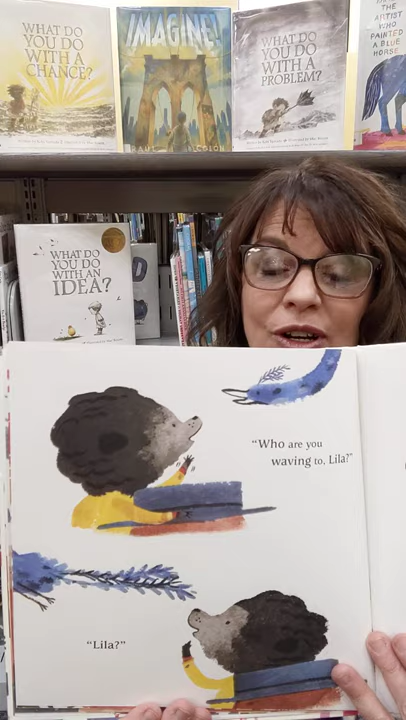 WHAT DO
YOU DO
WITH A
CHANCE?
IMAGINE!
WHAT DO
YOU DO
WITH A
PROBLEM?
THE
ARTIST
WHO
PAINTED
A BLUE
HORSE
WHAT DO
YOU DO
WITH AN
IDEA?
"Who are you
waving to, Lila?"
"Lila?"